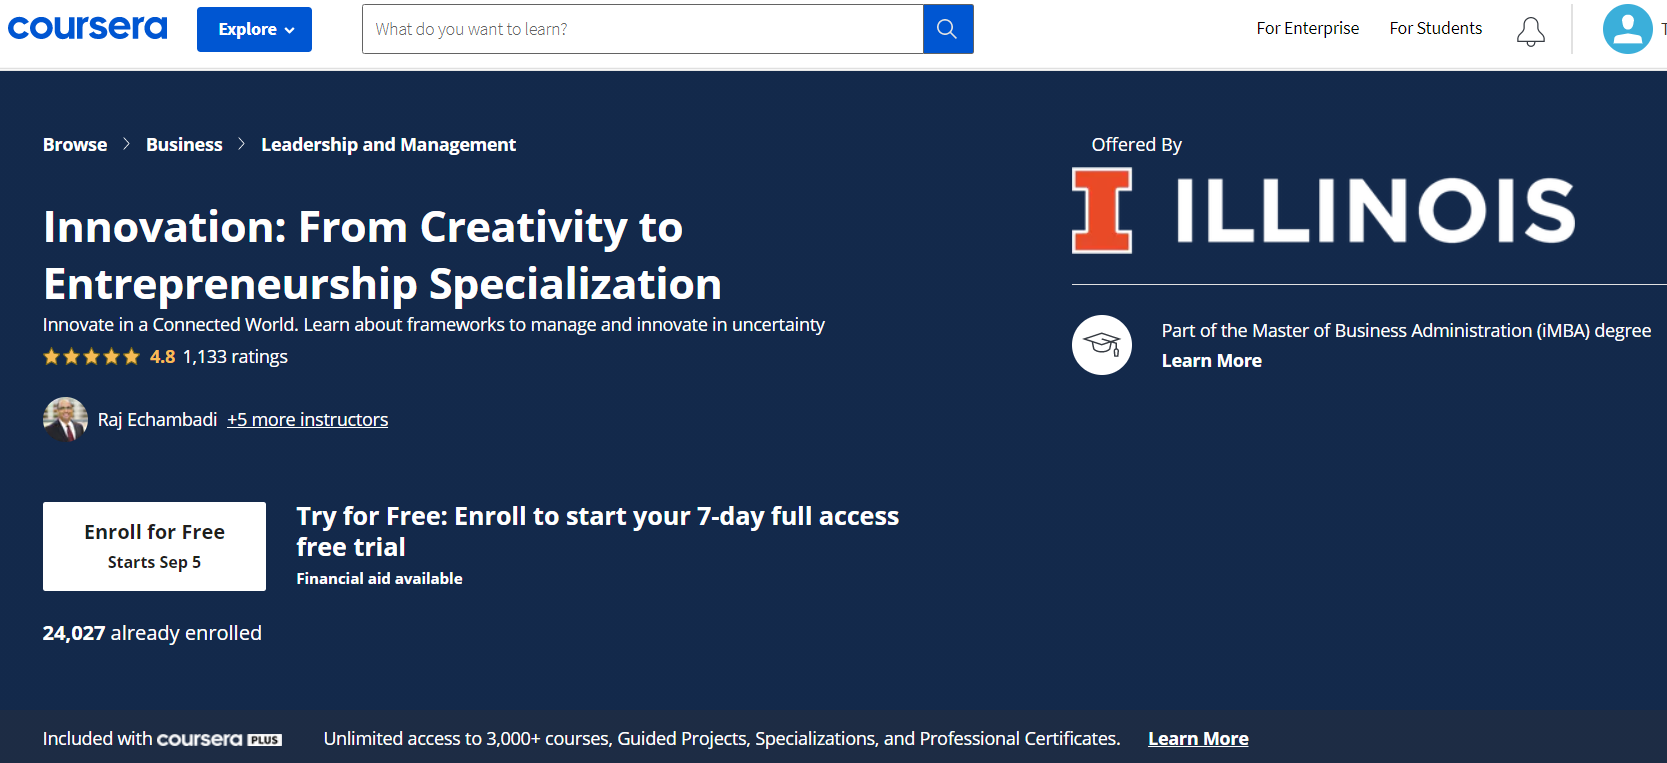 coursera
Explore
What do you want to learn?
For Enterprise
For Students
Browse > Business > Leadership and Management
Innovation: From Creativity to
Entrepreneurship Specialization
Innovate in a Connected World. Learn about frameworks to manage and innovate in uncertainty
4.8 1,133 ratings
Raj Echambadi +5 more instructors
Enroll for Free
Starts Sep 5
Try for Free: Enroll to start your 7-day full access
free trial
Financial aid available
24,027 already enrolled
Offered By
I ILLINOIS
Part of the Master of Business Administration (iMBA) degree
Learn More
Included with coursera PLUS
Unlimited access to 3,000+ courses, Guided Projects, Specializations, and Professional Certificates.
Learn More